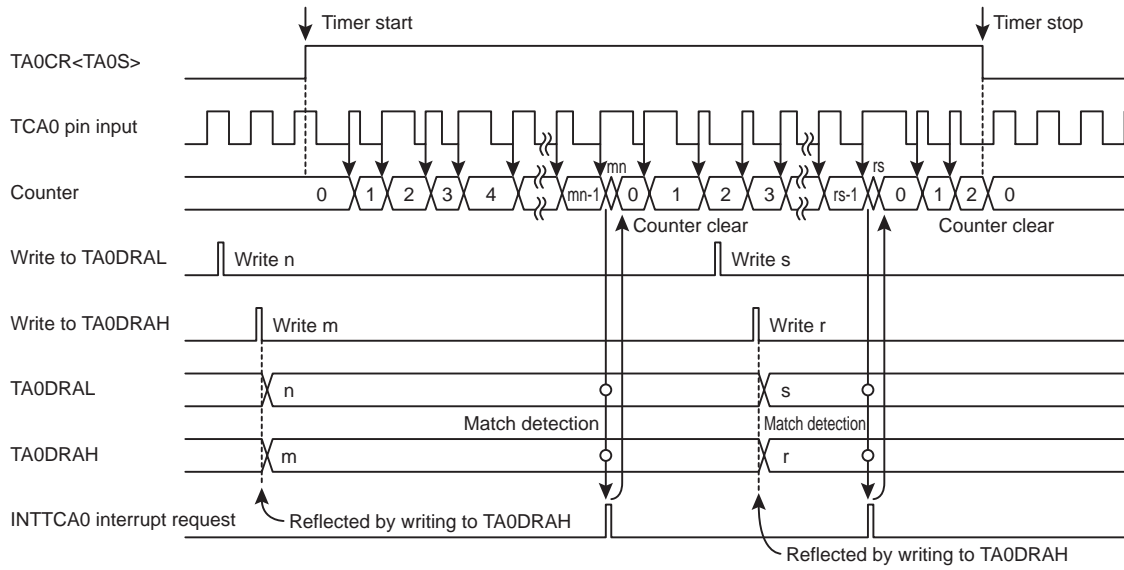 Timer start
Timer stop
TA0CR<TA0S>
TCA0 pin input
mn
rs
Counter
0 1 2 3 4 mn-1 0 1 2 3 rs-1 0 1 2 0
Counter clear
Counter clear
Write to TA0DRAL
Write n
Write s
Write to TA0DRAH
Write m
Write r
TA0DRAL
n
s
Match detection
Match detection
TA0DRAH
m
r
INTTCA0 interrupt request
Reflected by writing to TA0DRAH
Reflected by writing to TA0DRAH